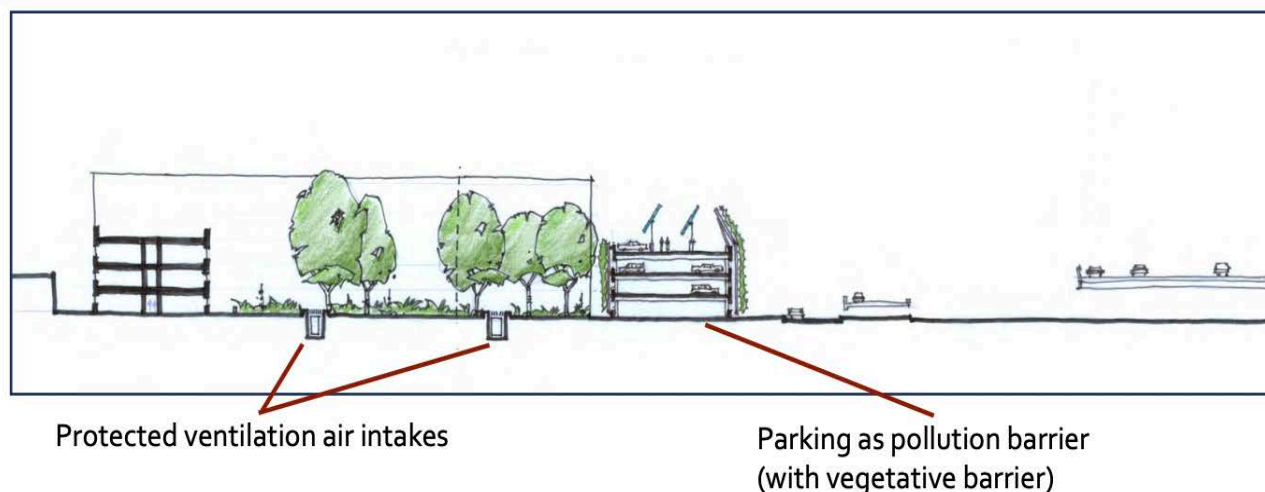 Protected ventilation air intakes
Parking as pollution barrier
(with vegetative barrier)